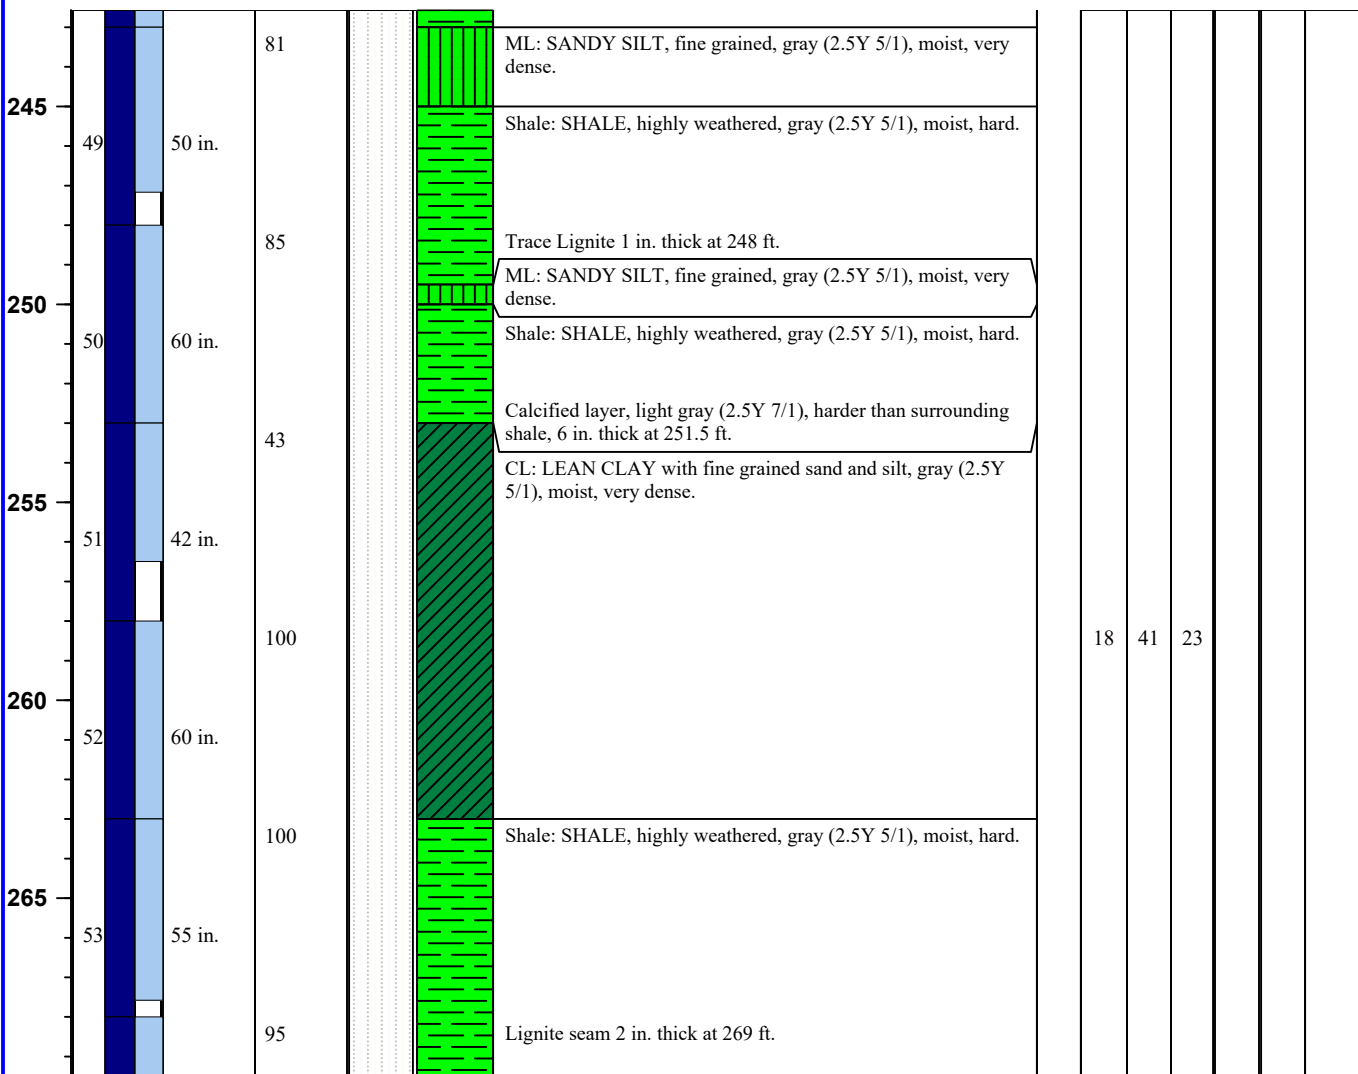 81
ML: SANDY SILT, fine grained, gray (2.5Y 5/1), moist, very
dense.
245
Shale: SHALE, highly weathered, gray (2.5Y 5/1), moist, hard.
49
50 in.
85
Trace Lignite 1 in. thick at 248 ft.
ML: SANDY SILT, fine grained, gray (2.5Y 5/1), moist, very
dense.
250
Shale: SHALE, highly weathered, gray (2.5Y 5/1), moist, hard.
50
60 in.
Calcified layer, light gray (2.5Y 7/1), harder than surrounding
shale, 6 in. thick at 251.5 ft.
43
CL: LEAN CLAY with fine grained sand and silt, gray (2.5Y
5/1), moist, very dense.
255
51
42 in.
100
18 41 23
260
52
60 in.
100
Shale: SHALE, highly weathered, gray (2.5Y 5/1), moist, hard.
265
53
55 in.
95
Lignite seam 2 in. thick at 269 ft.